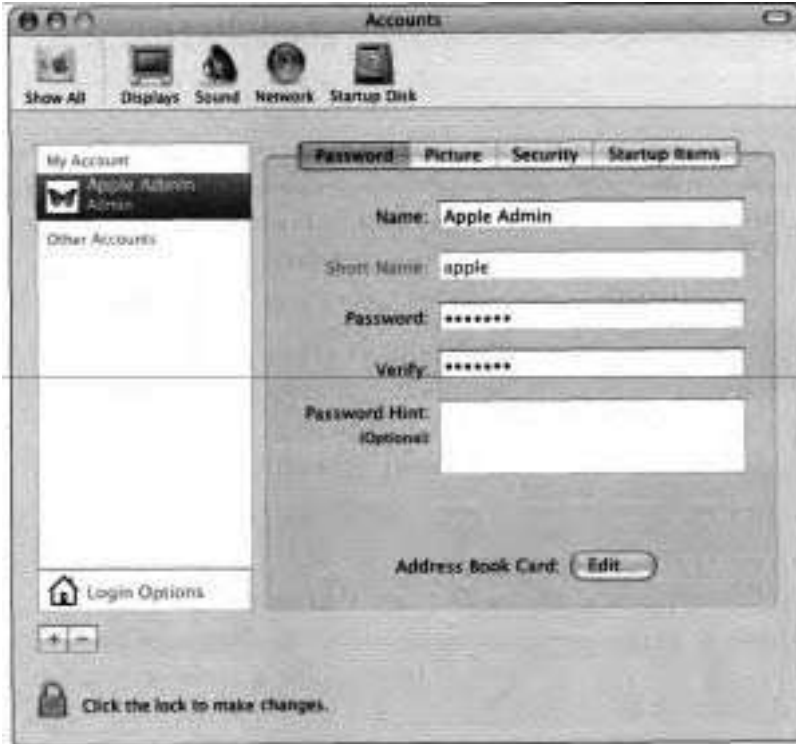 Accounts
Show All Displays Sound Network Startup Disk
My Account
Apple Admin
Admin
Other Accounts
Login Options
+ −
Password Picture Security Startup Items
Name: Apple Admin
Short Name: apple
Password: •••••••
Verify: •••••••
Password Hint:
(Optional)
Address Book Card: Edit
Click the lock to make changes.